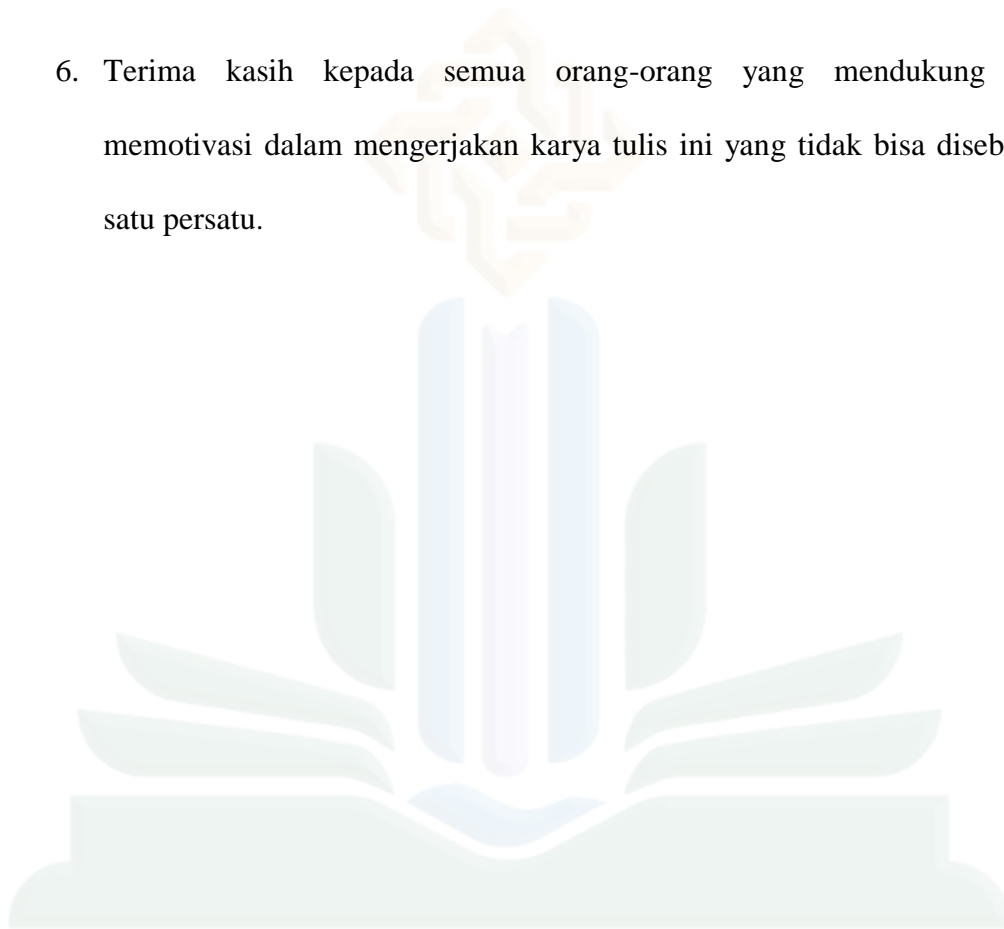 6. Terima kasih kepada semua orang-orang yang mendukung
memotivasi dalam mengerjakan karya tulis ini yang tidak bisa diseb
satu persatu.